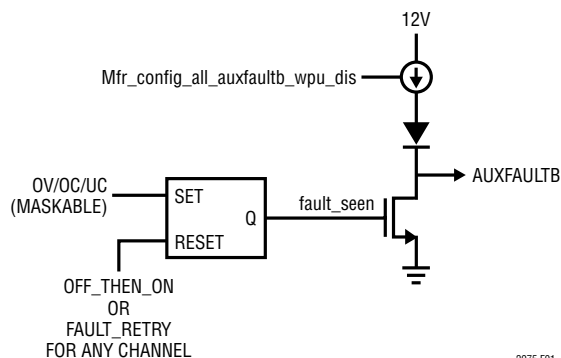 12V
Mfr_config_all_auxfaultb_wpu_dis
AUXFAULTB
OV/OC/UC
(MASKABLE)
SET
Q
fault_seen
RESET
OFF_THEN_ON
OR
FAULT_RETRY
FOR ANY CHANNEL